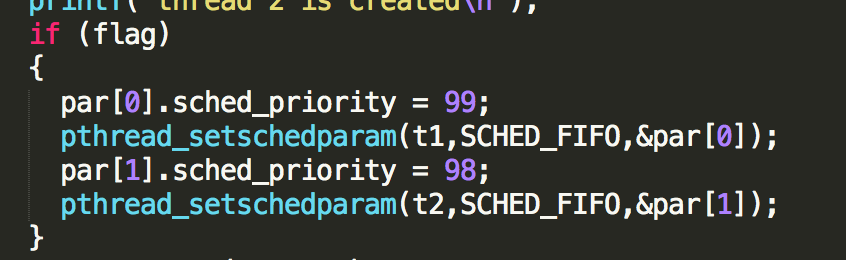 printf("thread 2 is created\n");
if (flag)
{
par[0].sched_priority = 99;
pthread_setschedparam(t1,SCHED_FIFO,&par[0]);
par[1].sched_priority = 98;
pthread_setschedparam(t2,SCHED_FIFO,&par[1]);
}